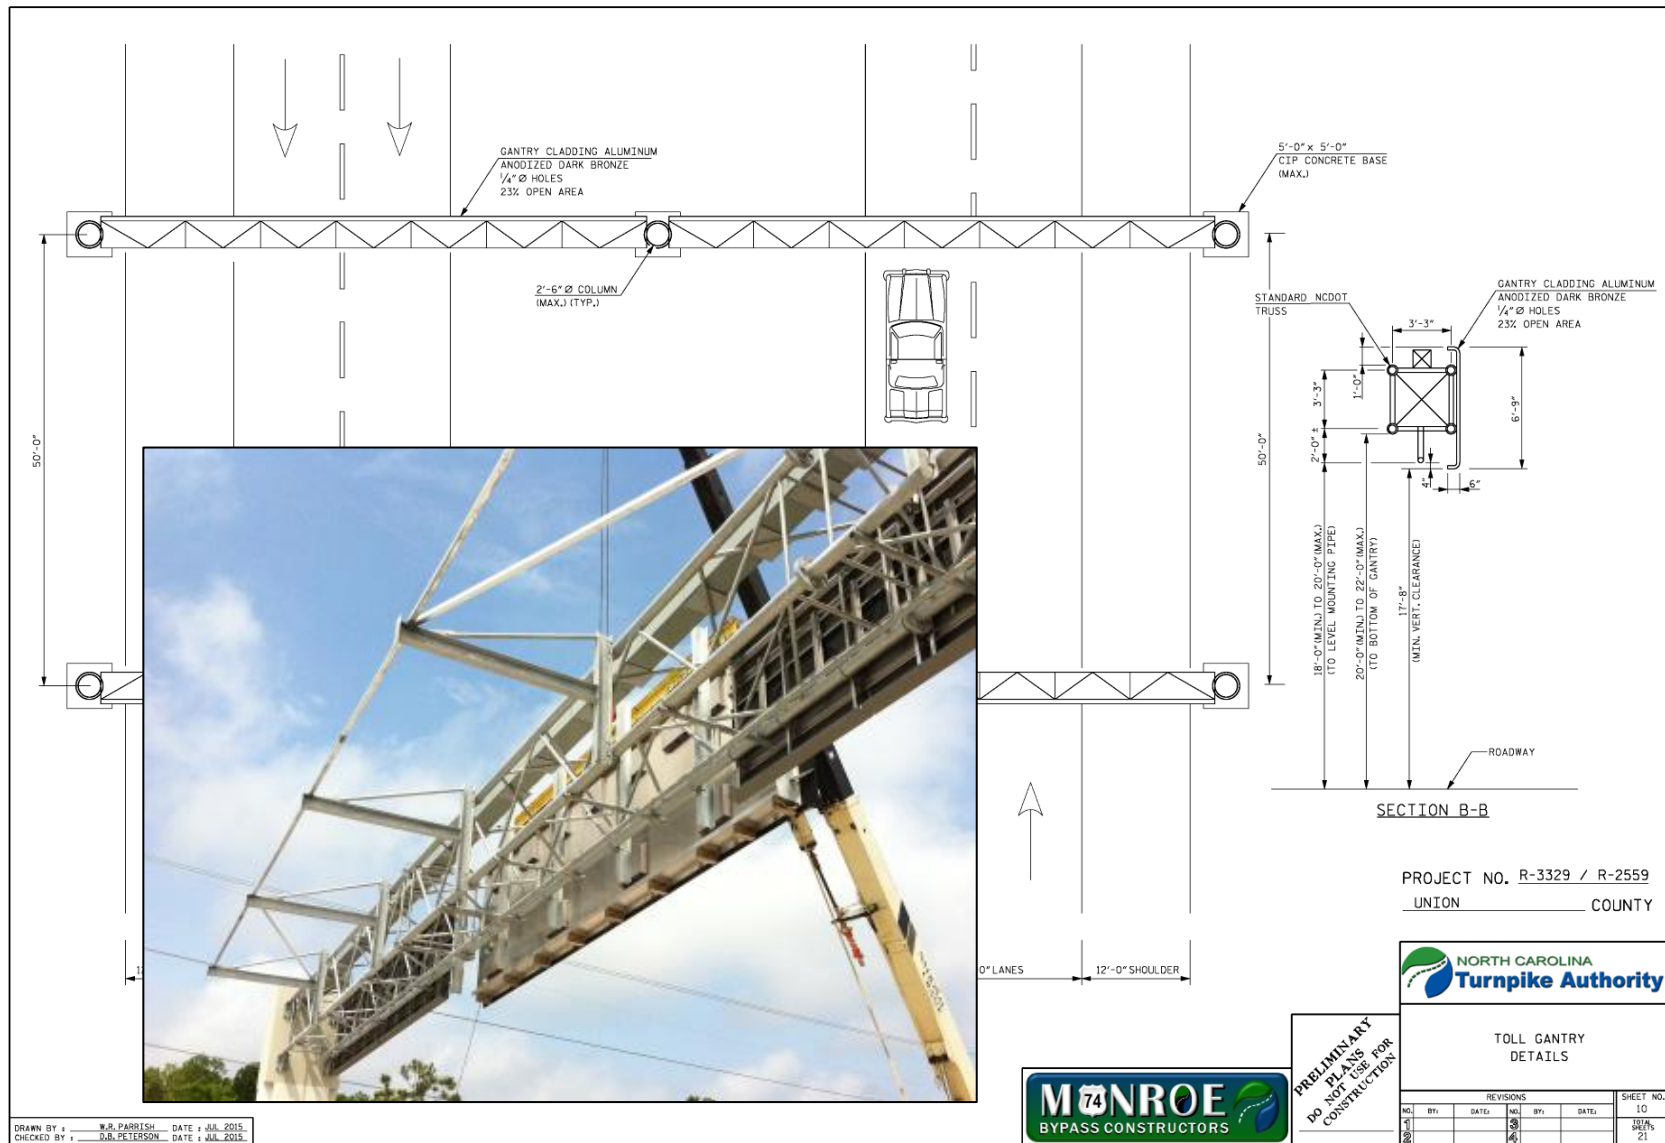 GANTRY CLADDING ALUMINUM
ANODIZED DARK BRONZE
1/4" Ø HOLES
23% OPEN AREA
5'-0" x 5'-0"
CIP CONCRETE BASE
(MAX.)
2'-6" Ø COLUMN
(MAX.) (TYP.)
50'-0"
50'-0"
STANDARD NCDOT
TRUSS
GANTRY CLADDING ALUMINUM
ANODIZED DARK BRONZE
1/4" Ø HOLES
23% OPEN AREA
3'-3"
1'-0"
3'-3"
6'-9"
2'-0" ±
4"
6"
18'-0" (MIN.) TO 20'-0" (MAX.)
(TO LEVEL MOUNTING PIPE)
20'-0" (MIN.) TO 22'-0" (MAX.)
(TO BOTTOM OF GANTRY)
17'-8"
(MIN. VERT. CLEARANCE)
ROADWAY
SECTION B-B
PROJECT NO. R-3329 / R-2559
UNION COUNTY
0" LANES
12'-0" SHOULDER
NORTH CAROLINA
Turnpike Authority
TOLL GANTRY
DETAILS
PRELIMINARY
PLANS
DO NOT USE FOR
CONSTRUCTION
MONROE
74
BYPASS CONSTRUCTORS
REVISIONS
NO. BY: DATE: NO. BY: DATE:
1 3
2 4
SHEET NO.
10
TOTAL
SHEETS
21
DRAWN BY : W.R. PARRISH DATE : JUL 2015
CHECKED BY : D.B. PETERSON DATE : JUL 2015